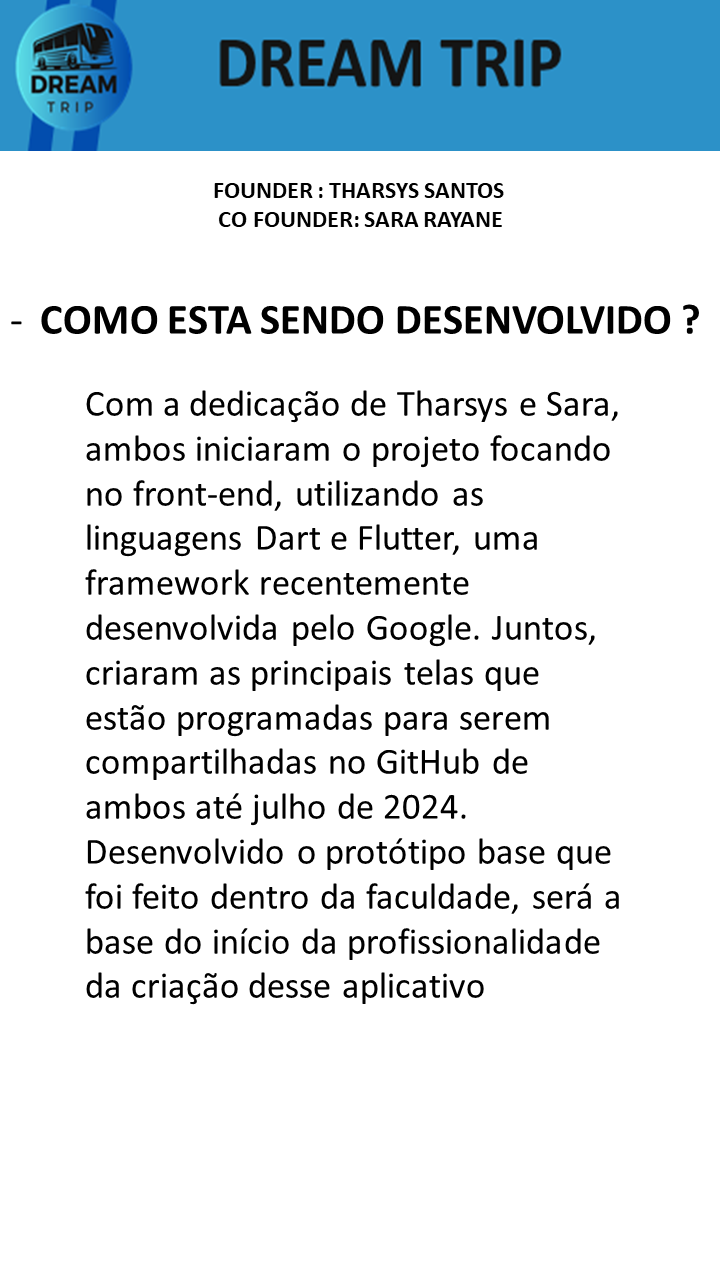 DREAM
TRIP
DREAM TRIP
FOUNDER : THARSYS SANTOS
CO FOUNDER: SARA RAYANE
- COMO ESTA SENDO DESENVOLVIDO ?
Com a dedicação de Tharsys e Sara,
ambos iniciaram o projeto focando
no front-end, utilizando as
linguagens Dart e Flutter, uma
framework recentemente
desenvolvida pelo Google. Juntos,
criaram as principais telas que
estão programadas para serem
compartilhadas no GitHub de
ambos até julho de 2024.
Desenvolvido o protótipo base que
foi feito dentro da faculdade, será a
base do início da profissionalidade
da criação desse aplicativo